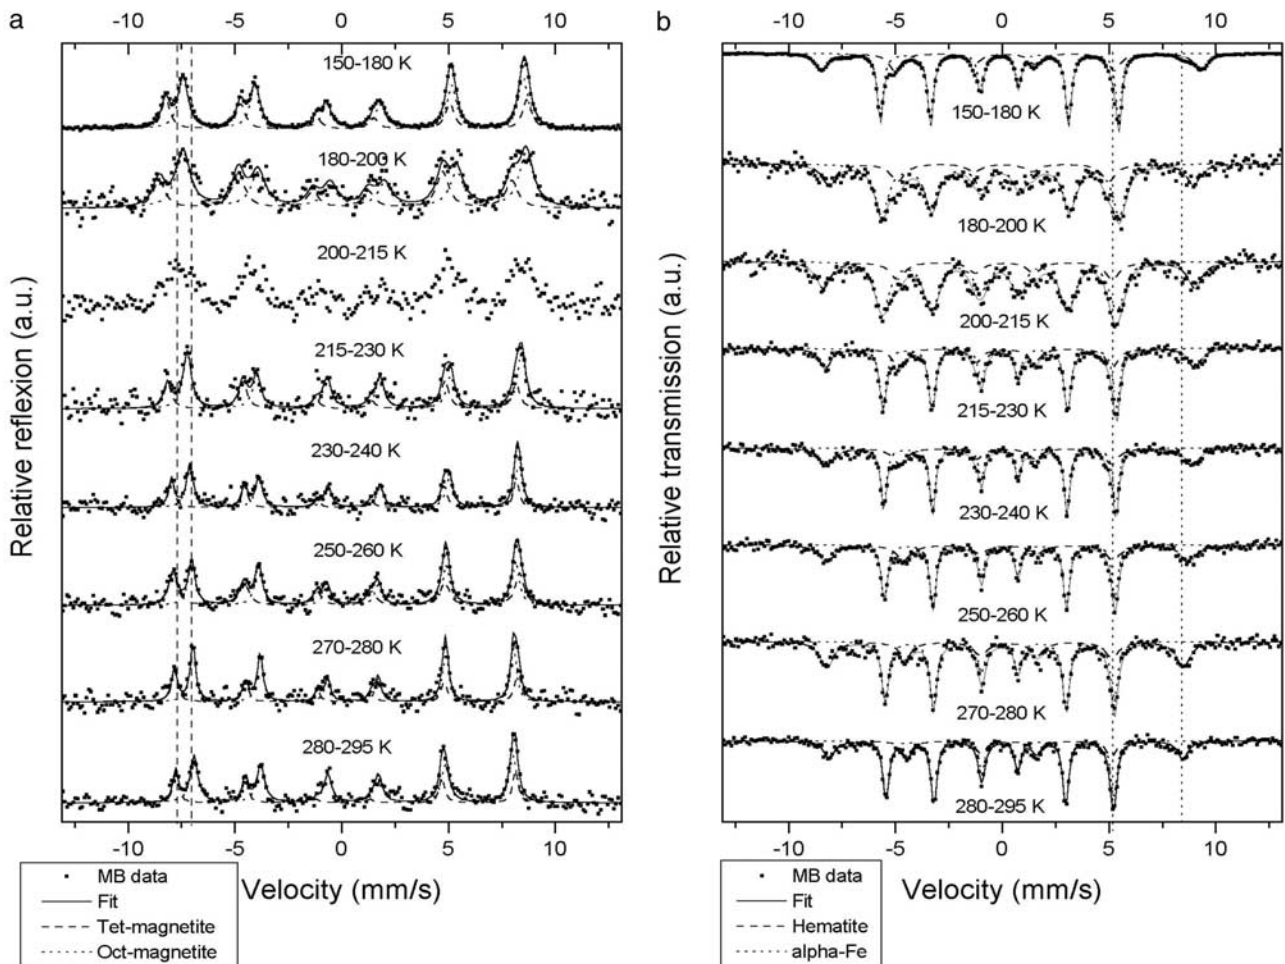 a
-10 -5 0 5 10
Relative reflexion (a.u.)
150-180 K
180-200 K
200-215 K
215-230 K
230-240 K
250-260 K
270-280 K
280-295 K
-10 -5 0 5 10
Velocity (mm/s)
MB data
Fit
Tet-magnetite
Oct-magnetite
b
-10 -5 0 5 10
Relative transmission (a.u.)
150-180 K
180-200 K
200-215 K
215-230 K
230-240 K
250-260 K
270-280 K
280-295 K
-10 -5 0 5 10
Velocity (mm/s)
MB data
Fit
Hematite
alpha-Fe